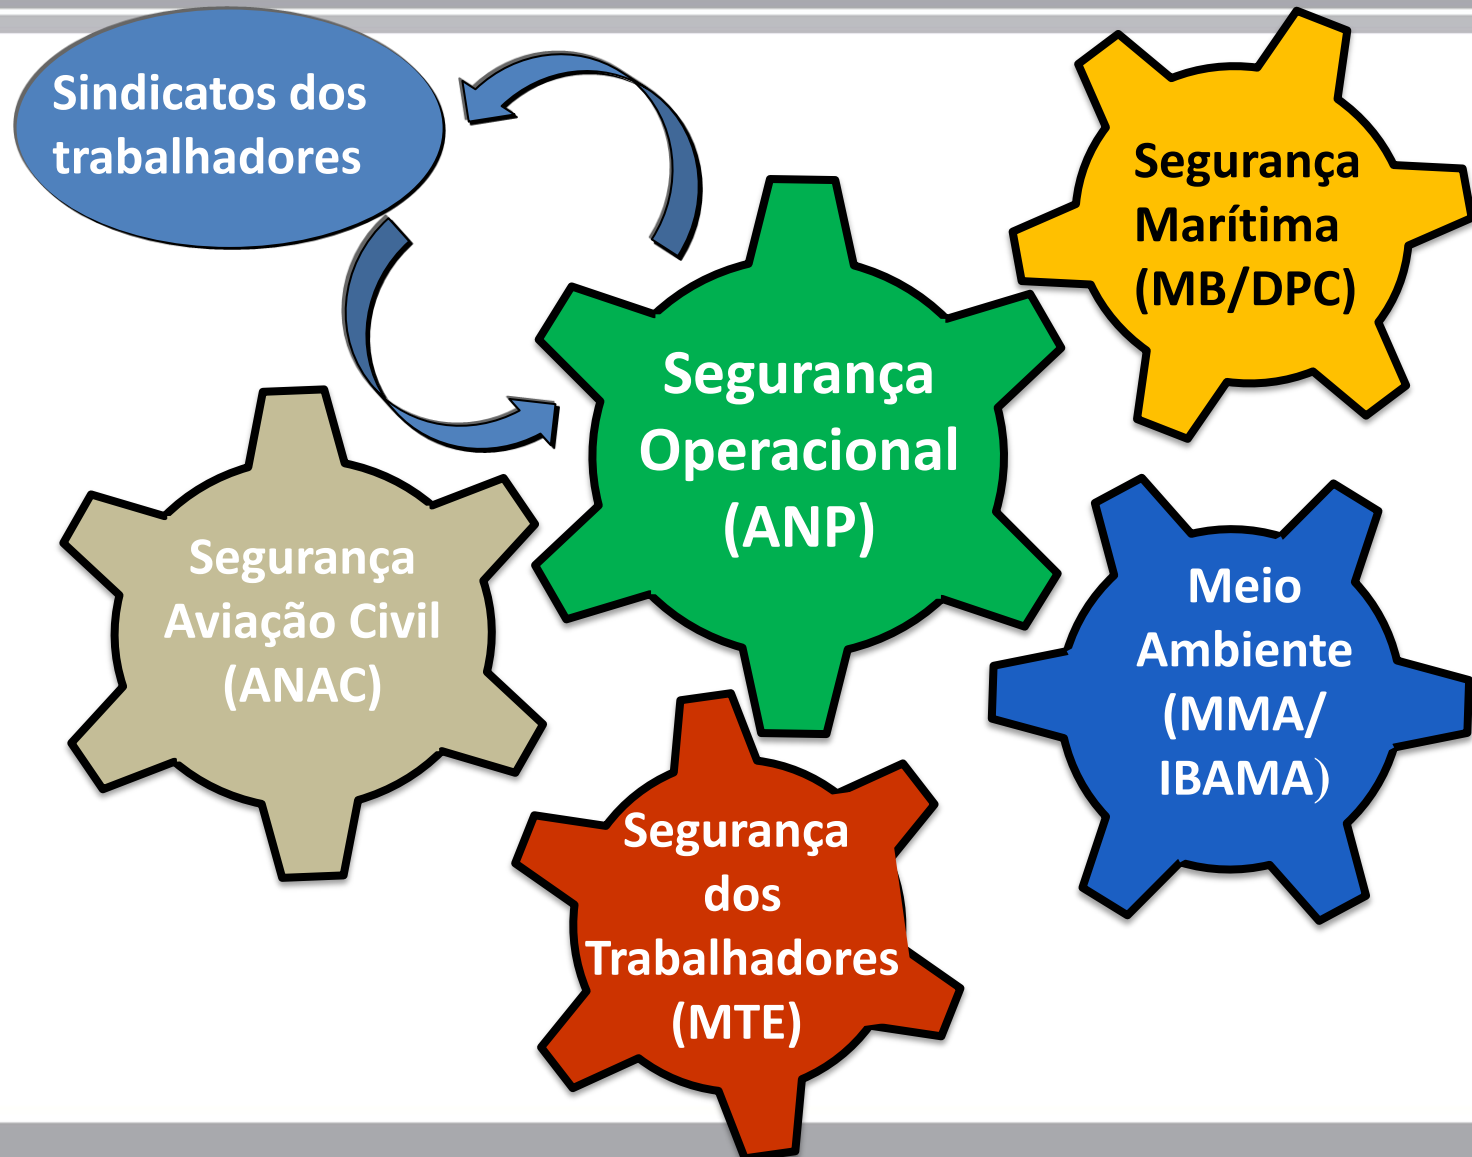 Sindicatos dos
trabalhadores
Segurança
Marítima
(MB/DPC)
Segurança
Operacional
(ANP)
Segurança
Aviação Civil
(ANAC)
Meio
Ambiente
(MMA/
IBAMA)
Segurança
dos
Trabalhadores
(MTE)